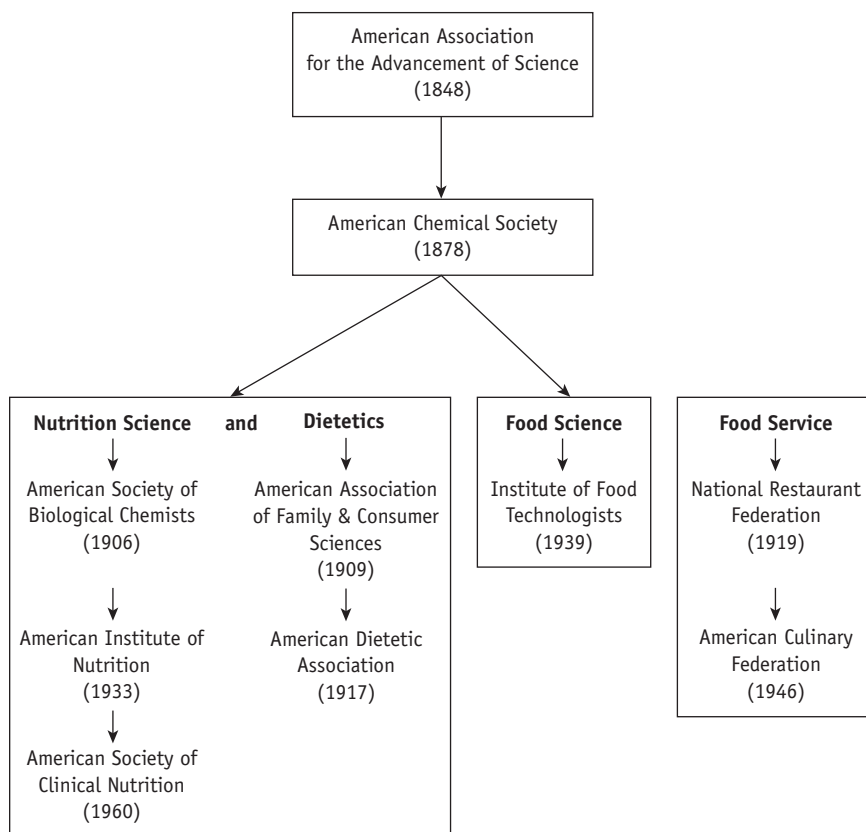 American Association
for the Advancement of Science
(1848)
American Chemical Society
(1878)
Nutrition Science and Dietetics
American Society of
Biological Chemists
(1906)
American Institute of
Nutrition
(1933)
American Society of
Clinical Nutrition
(1960)
American Association
of Family & Consumer
Sciences
(1909)
American Dietetic
Association
(1917)
Food Science
Institute of Food
Technologists
(1939)
Food Service
National Restaurant
Federation
(1919)
American Culinary
Federation
(1946)